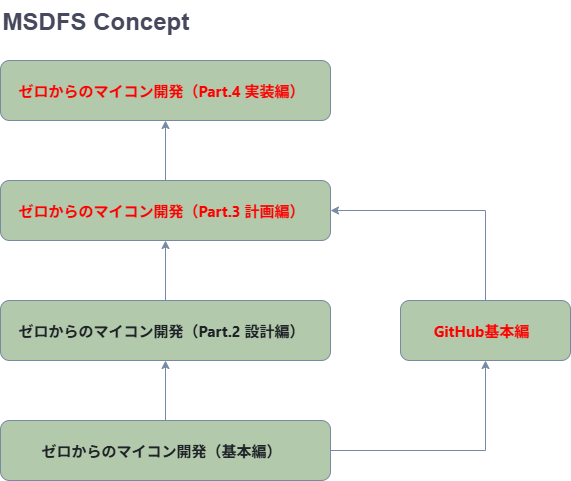 MSDFS Concept
ゼロからのマイコン開発（Part.4 実装編）
ゼロからのマイコン開発（Part.3 計画編）
ゼロからのマイコン開発（Part.2 設計編）
GitHub基本編
ゼロからのマイコン開発（基本編）